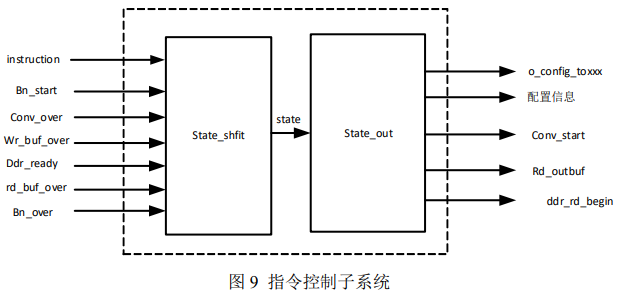 instruction
Bn_start
Conv_over
Wr_buf_over
Ddr_ready
rd_buf_over
Bn_over
State_shfit
state
State_out
o_config_toxxx
配置信息
Conv_start
Rd_outbuf
ddr_rd_begin
图 9 指令控制子系统